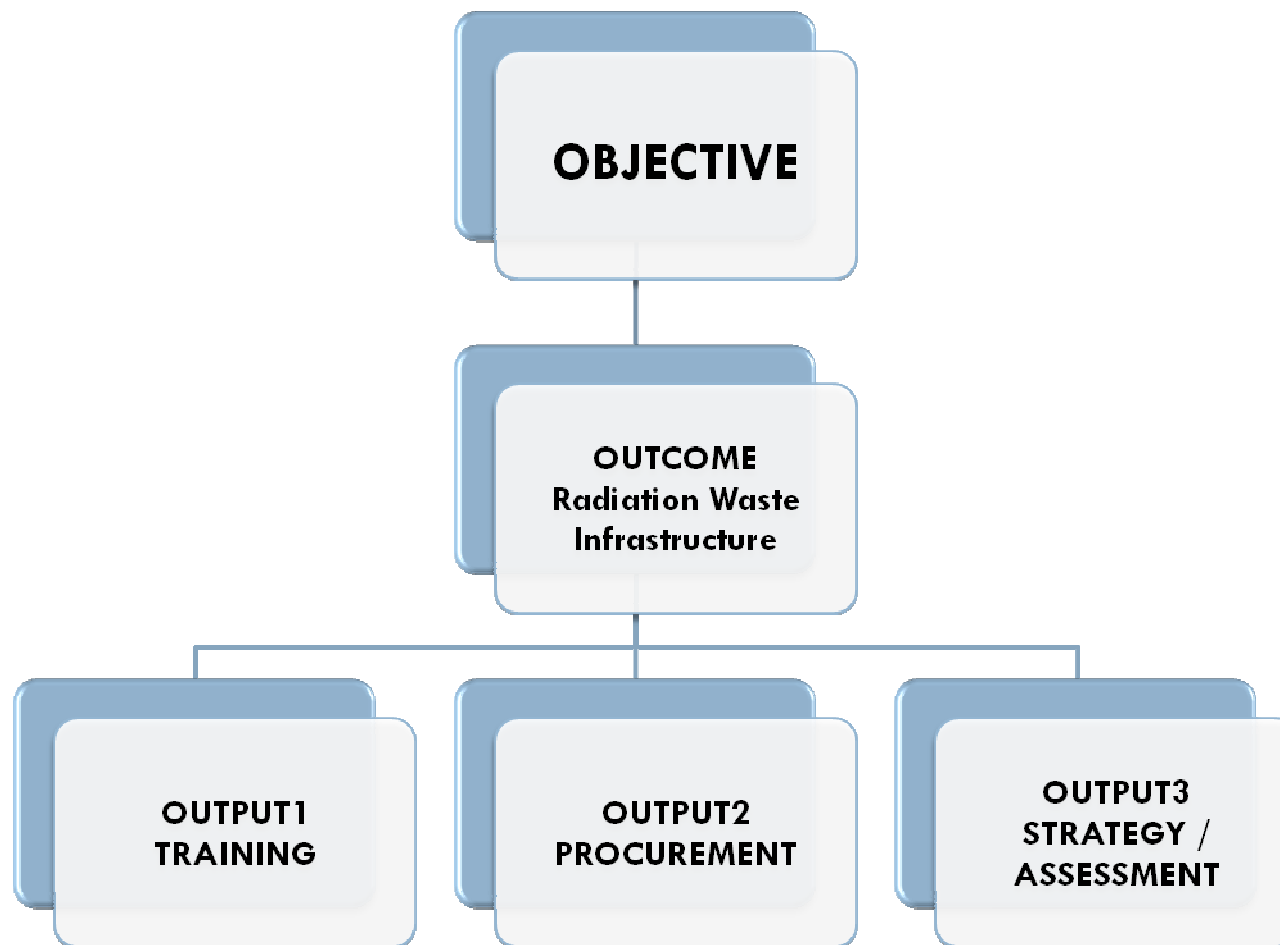 OBJECTIVE
OUTCOME
Radiation Waste
Infrastructure
OUTPUT1
TRAINING
OUTPUT2
PROCUREMENT
OUTPUT3
STRATEGY /
ASSESSMENT